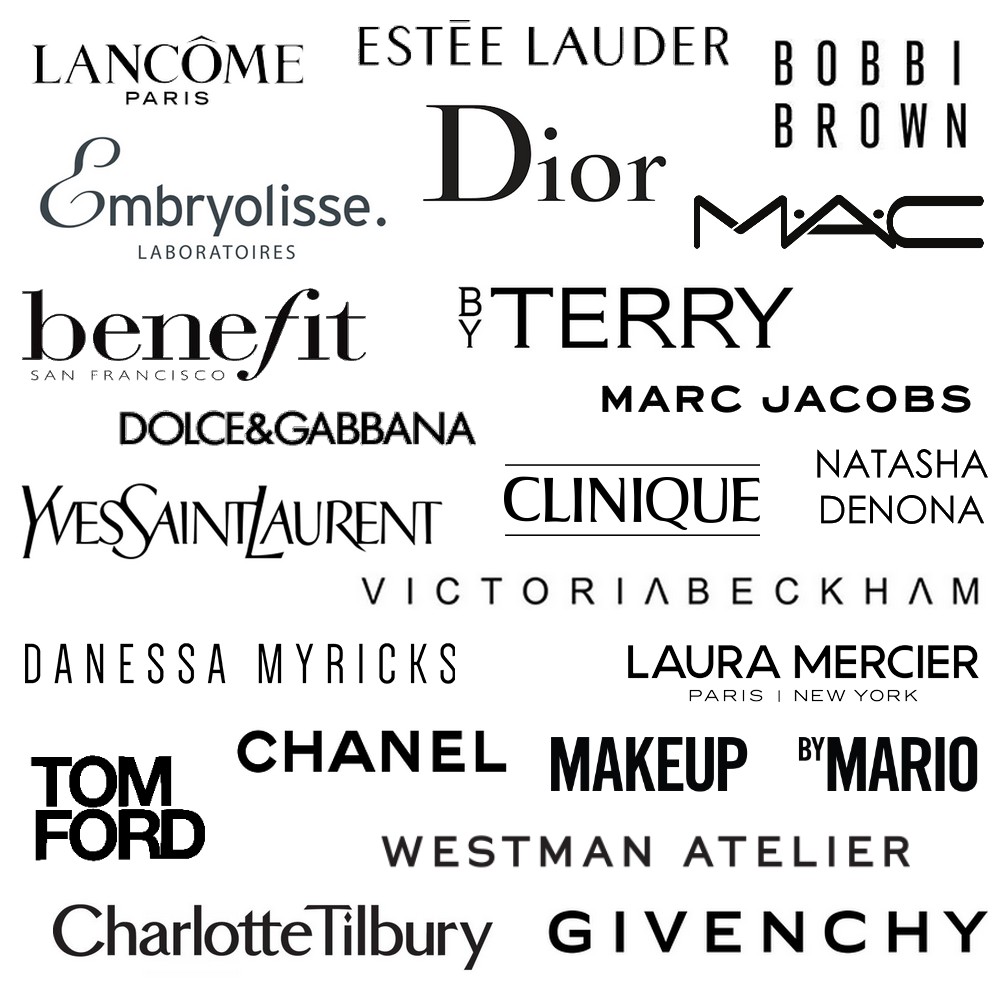 LANCÔME
PARIS
ESTĒE LAUDER
BOBBI
BROWN
Dior
Embryolisse.
LABORATOIRES
M·A·C
benefit
SAN FRANCISCO
BY TERRY
MARC JACOBS
DOLCE&GABBANA
YVESSAINTLAURENT
CLINIQUE
NATASHA
DENONA
VICTORIΛBECKHΛM
DANESSA MYRICKS
LAURA MERCIER
PARIS | NEW YORK
CHANEL
MAKEUP BY MARIO
TOM
FORD
WESTMAN ATELIER
CharlotteTilbury
GIVENCHY